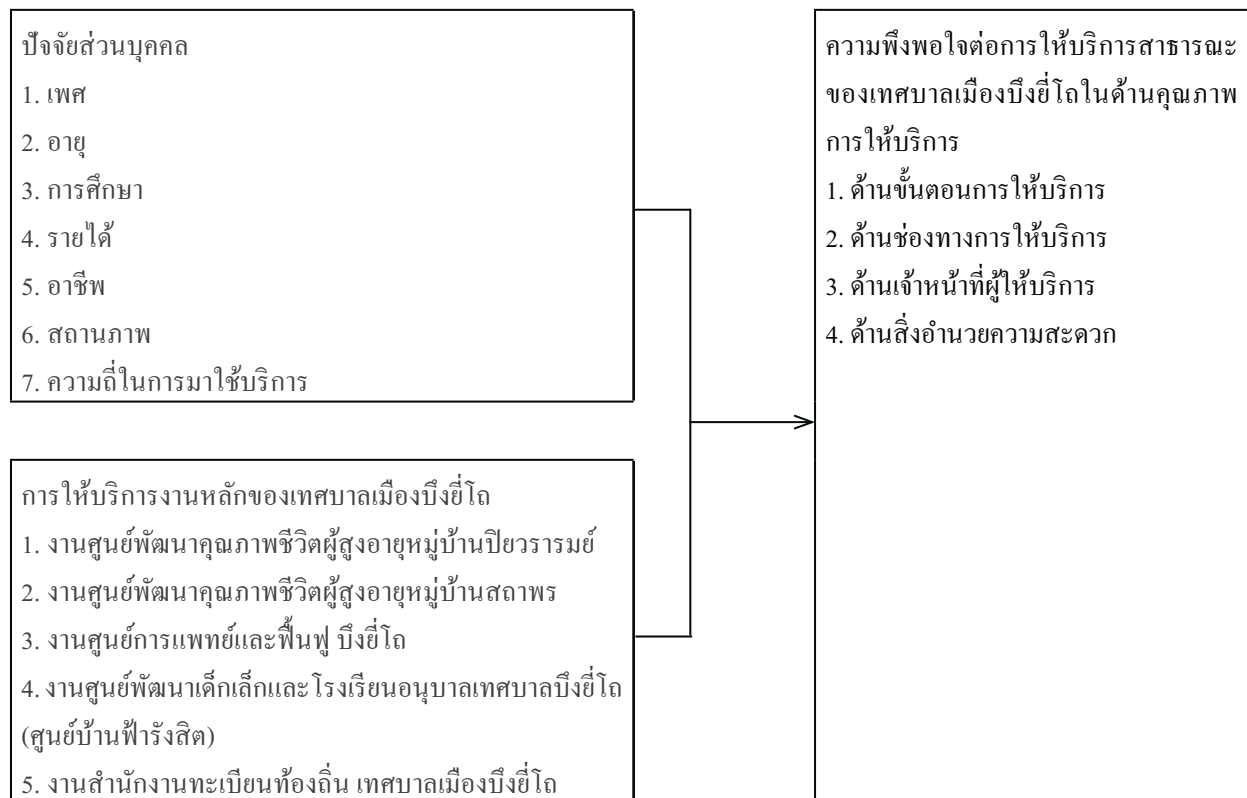 ปัจจัยส่วนบุคคล
1. เพศ
2. อายุ
3. การศึกษา
4. รายได้
5. อาชีพ
6. สถานภาพ
7. ความถี่ในการมาใช้บริการ
การให้บริการงานหลักของเทศบาลเมืองบึงยี่โถ
1. งานศูนย์พัฒนาคุณภาพชีวิตผู้สูงอายุหมู่บ้านปิยวรารมย์
2. งานศูนย์พัฒนาคุณภาพชีวิตผู้สูงอายุหมู่บ้านสถาพร
3. งานศูนย์การแพทย์และฟื้นฟู บึงยี่โถ
4. งานศูนย์พัฒนาเด็กเล็กและโรงเรียนอนุบาลเทศบาลบึงยี่โถ
(ศูนย์บ้านฟ้ารังสิต)
5. งานสำนักงานทะเบียนท้องถิ่น เทศบาลเมืองบึงยี่โถ
ความพึงพอใจต่อการให้บริการสาธารณะ
ของเทศบาลเมืองบึงยี่โถในด้านคุณภาพ
การให้บริการ
1. ด้านขั้นตอนการให้บริการ
2. ด้านช่องทางการให้บริการ
3. ด้านเจ้าหน้าที่ผู้ให้บริการ
4. ด้านสิ่งอำนวยความสะดวก